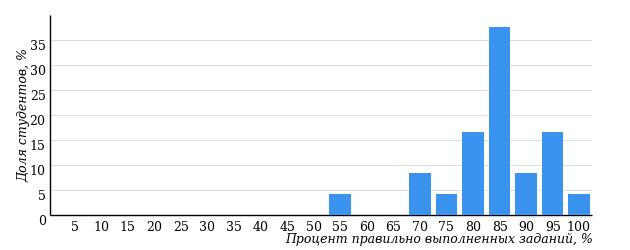 Доля студентов, %
35
30
25
20
15
10
5
0
5 10 15 20 25 30 35 40 45 50 55 60 65 70 75 80 85 90 95 100
Процент правильно выполненных заданий, %